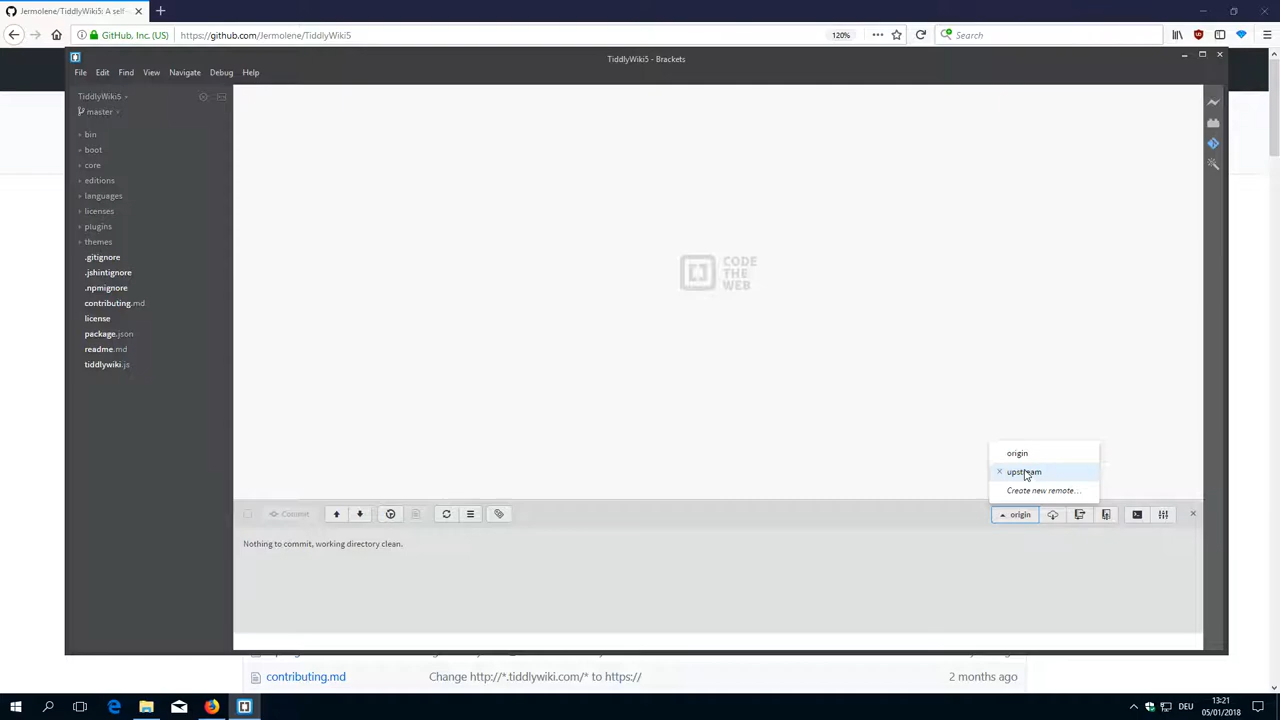 Jermolene/TiddlyWiki5: A self-
GitHub, Inc. (US)
https://github.com/Jermolene/TiddlyWiki5
120%
Search
TiddlyWiki5 - Brackets
File Edit Find View Navigate Debug Help
TiddlyWiki5
master
bin
boot
core
editions
languages
licenses
plugins
themes
.gitignore
.jshintignore
.npmignore
contributing.md
license
package.json
readme.md
tiddlywiki.js
CODE
THE
WEB
origin
upstream
Create new remote...
Commit
origin
Nothing to commit, working directory clean.
contributing.md
Change http://*.tiddlywiki.com/* to https://
2 months ago
DEU
13:21
05/01/2018